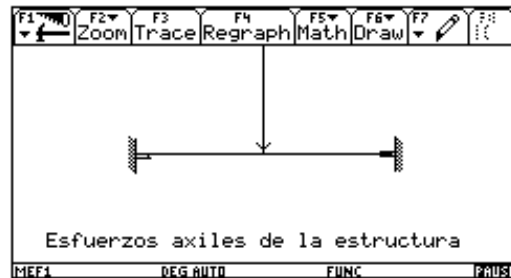 F1 F2 Zoom F3 Trace F4 Regraph F5 Math F6 Draw F7
Esfuerzos axiles de la estructura
MEF1 DEG AUTO FUNC PAUS